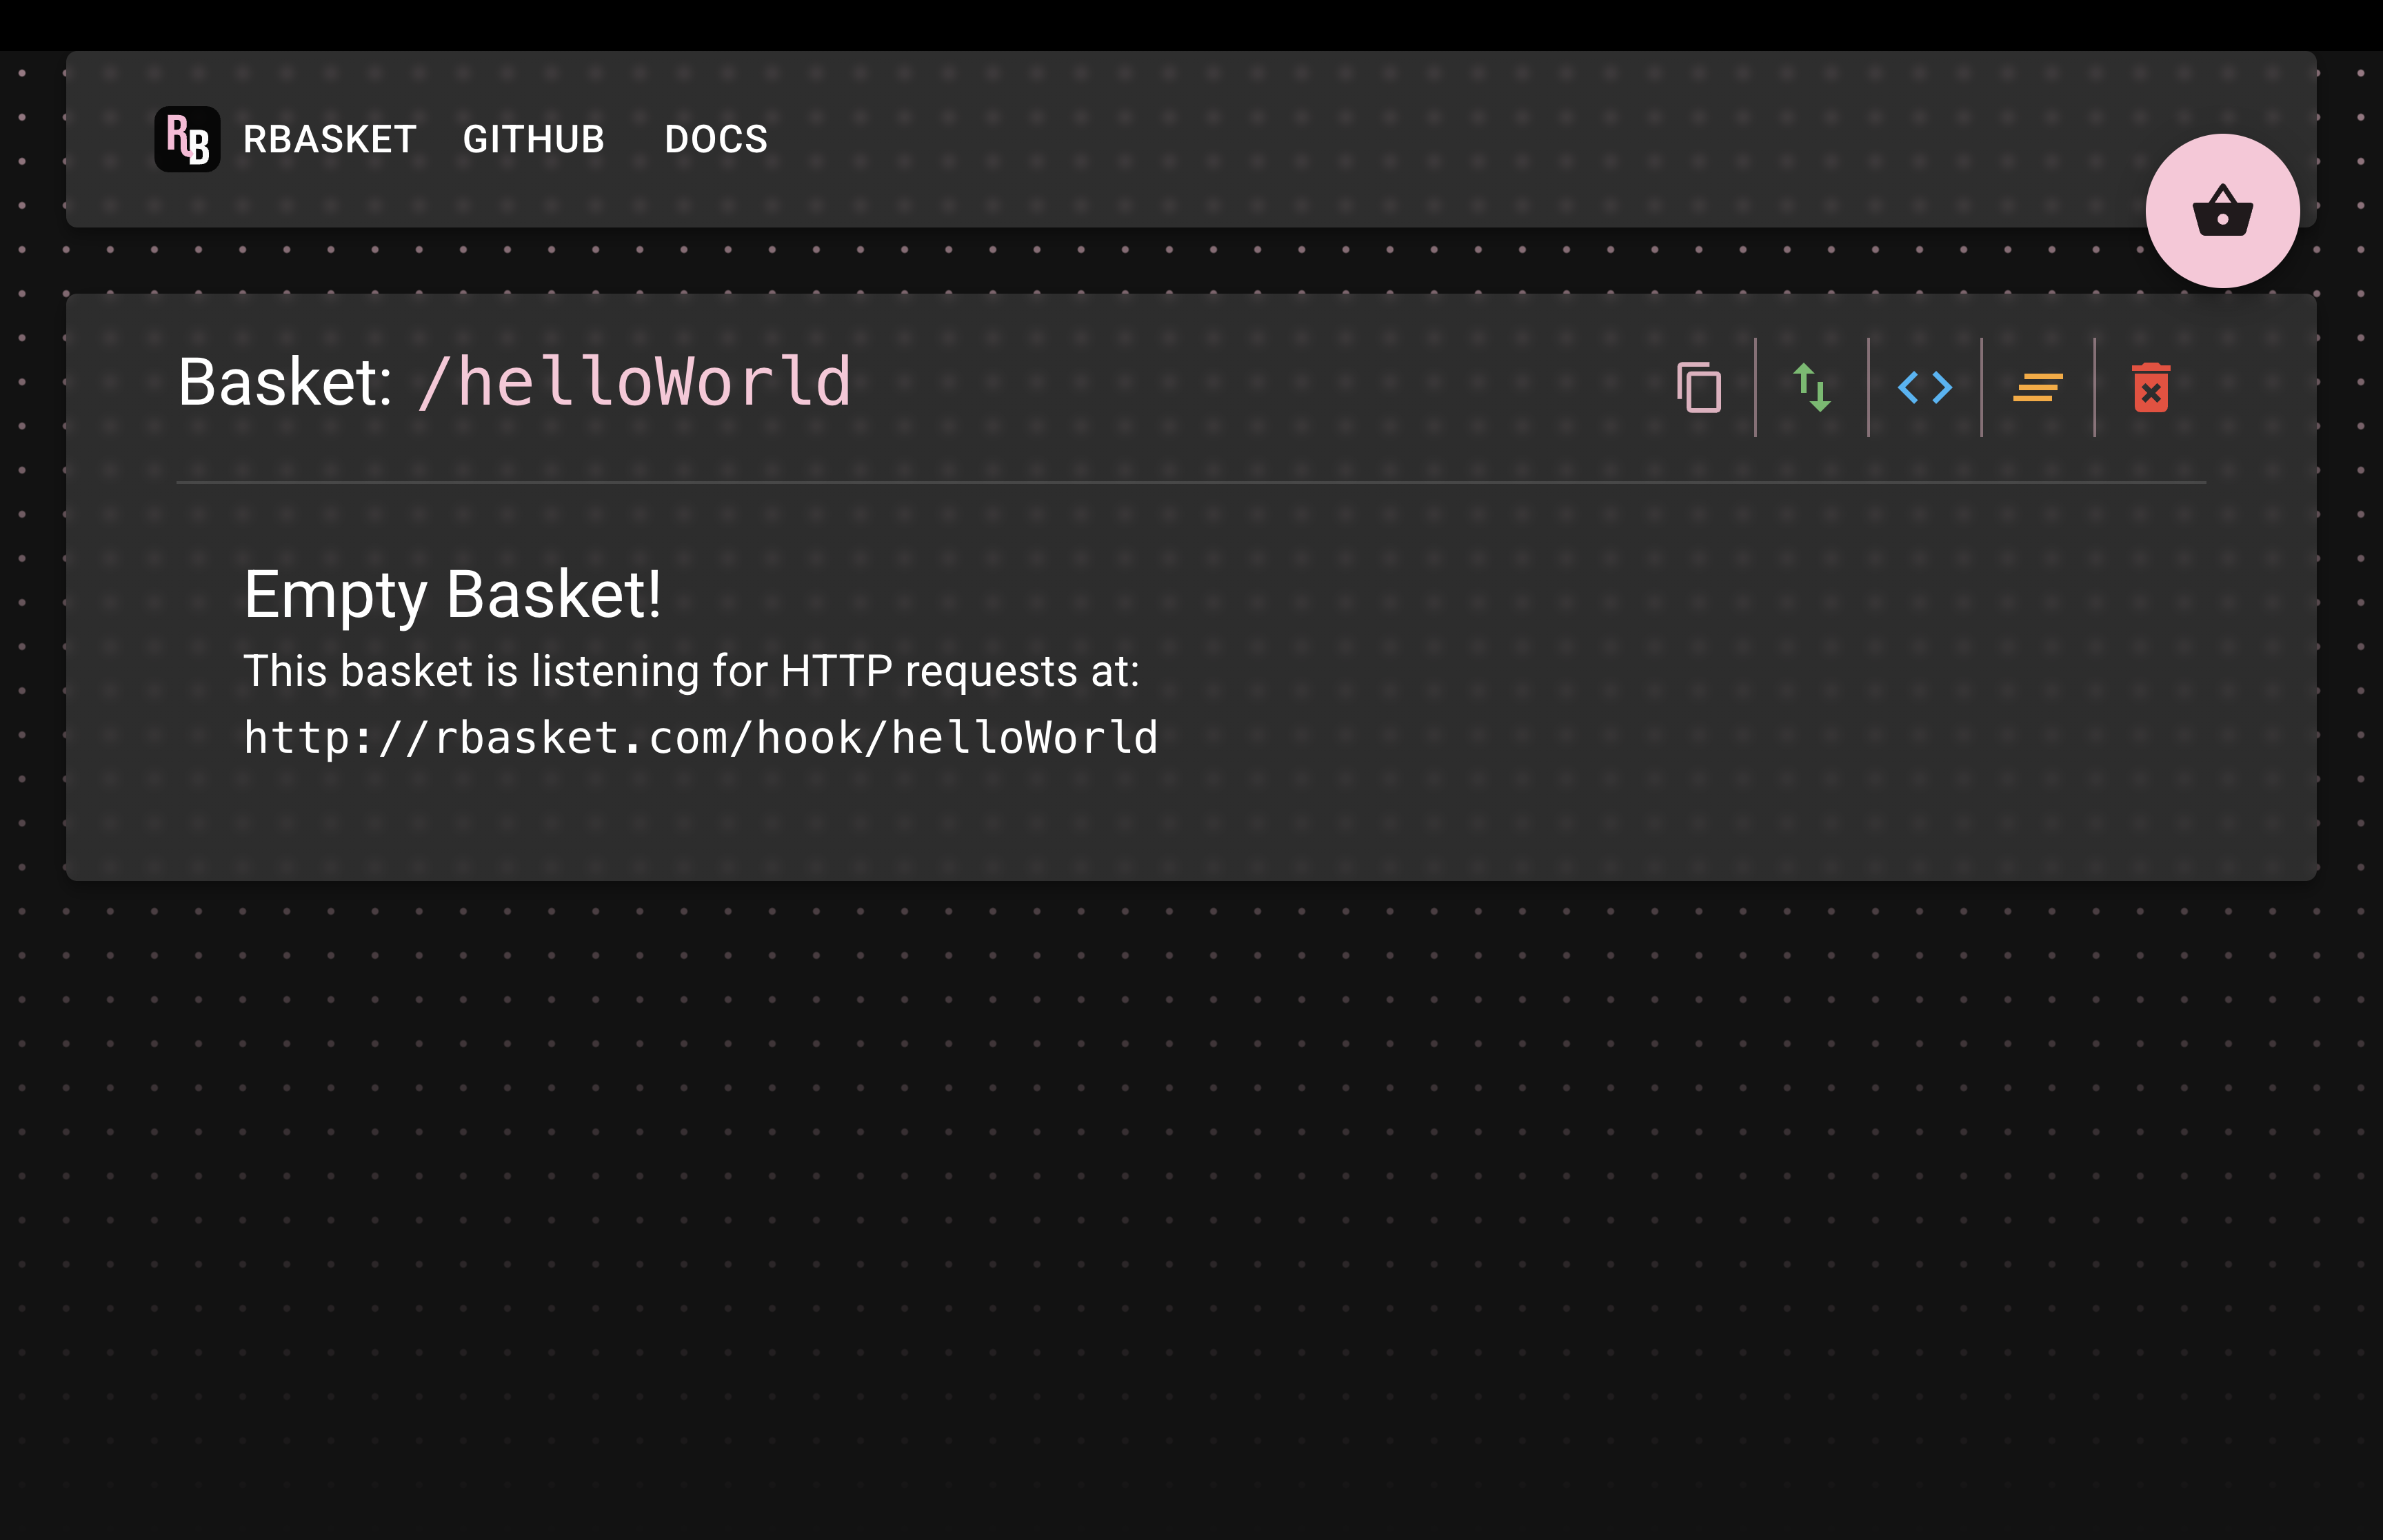 RB RBASKET GITHUB DOCS
Basket: /helloWorld
Empty Basket!
This basket is listening for HTTP requests at:
http://rbasket.com/hook/helloWorld